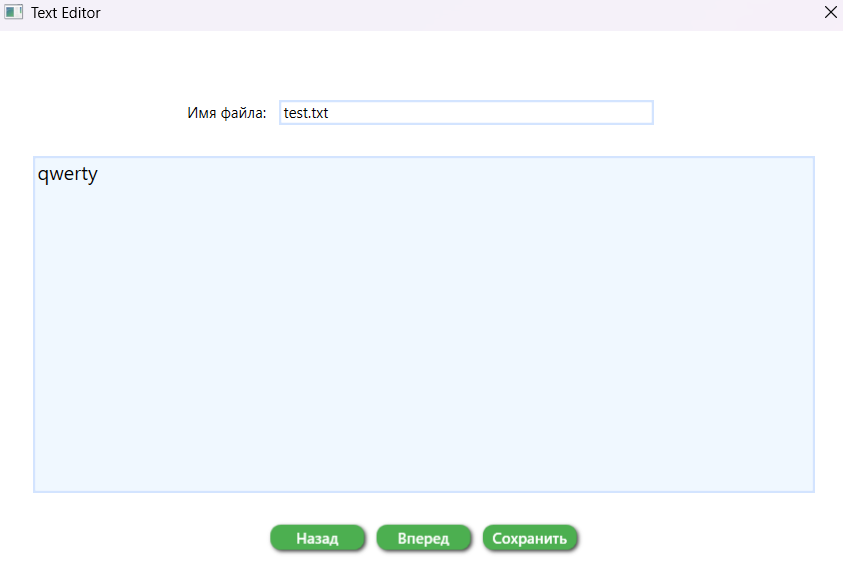 Text Editor
Имя файла: test.txt
qwerty
Назад Вперед Сохранить